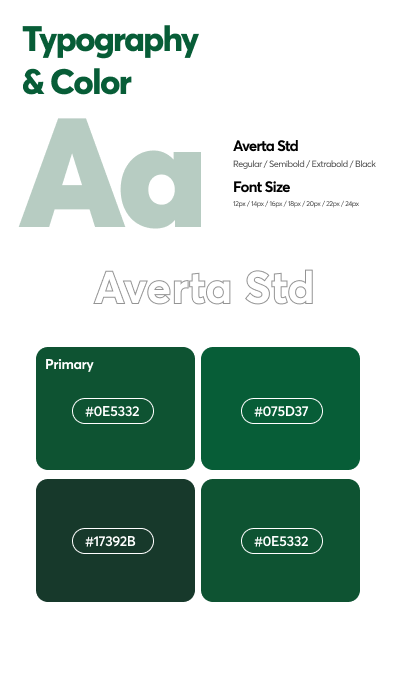 Typography
& Color
Aa
Averta Std
Regular / Semibold / Extrabold / Black
Font Size
12px / 14px / 16px / 18px / 20px / 22px / 24px
Averta Std
Primary
#0E5332
#075D37
#17392B
#0E5332